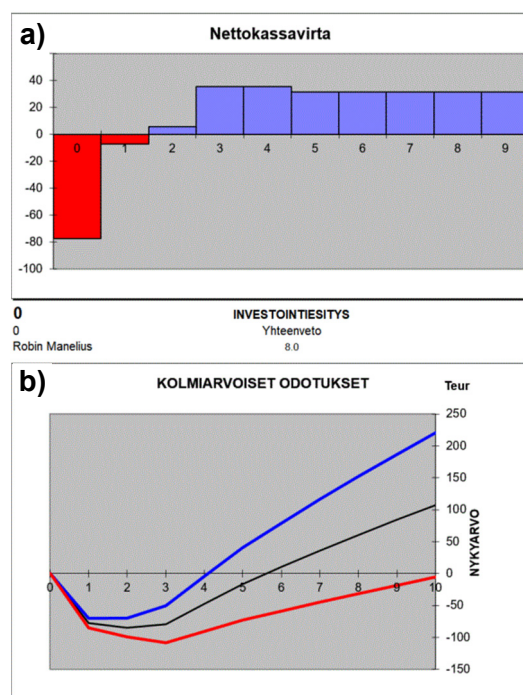 a)
Nettokassavirta
40
20
0
-20
-40
-60
-80
-100
0 1 2 3 4 5 6 7 8 9
0
INVESTOINTIESITYS
0
Yhteenveto
Robin Manelius
8.0
b)
KOLMIARVOISET ODOTUKSET
Teur
250
200
150
100
50
0
-50
-100
-150
NYKYARVO
0 1 2 3 4 5 6 7 8 9 10